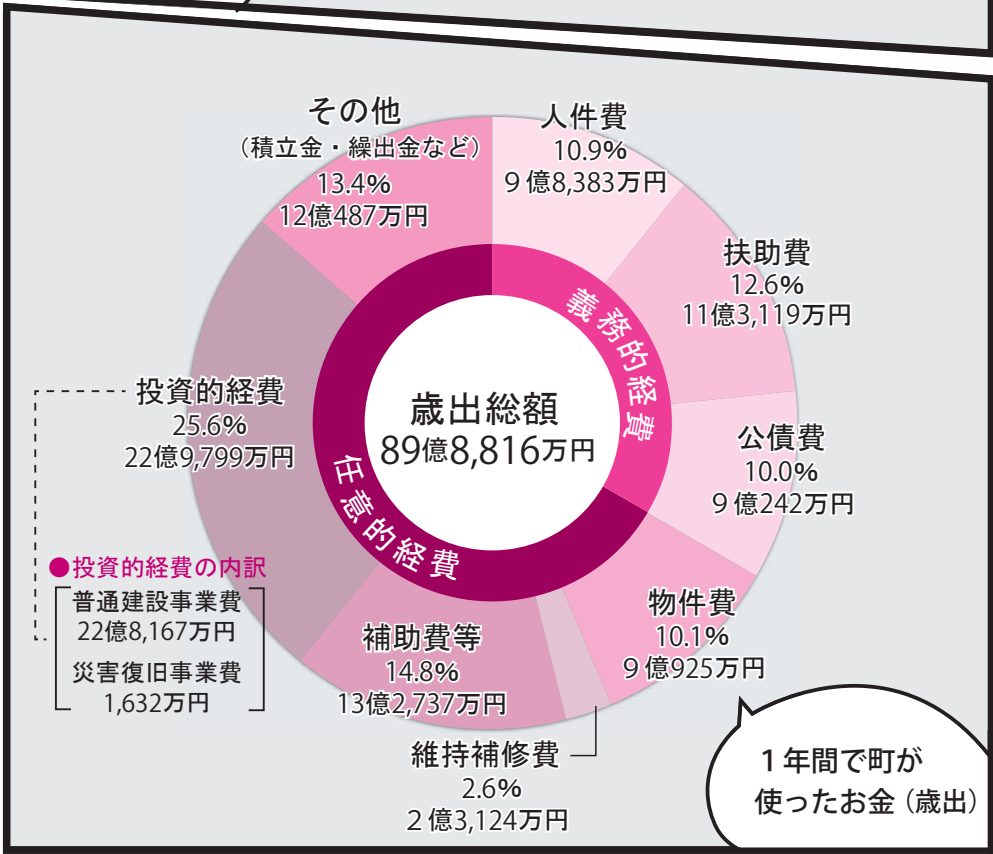 その他
（積立金・繰出金など）
13.4%
12億487万円
人件費
10.9%
9億8,383万円
扶助費
12.6%
11億3,119万円
義務的経費
公債費
10.0%
9億242万円
歳出総額
89億8,816万円
投資的経費
25.6%
22億9,799万円
任意的経費
●投資的経費の内訳
普通建設事業費
22億8,167万円
災害復旧事業費
1,632万円
物件費
10.1%
9億925万円
補助費等
14.8%
13億2,737万円
維持補修費
2.6%
2億3,124万円
1年間で町が
使ったお金（歳出）